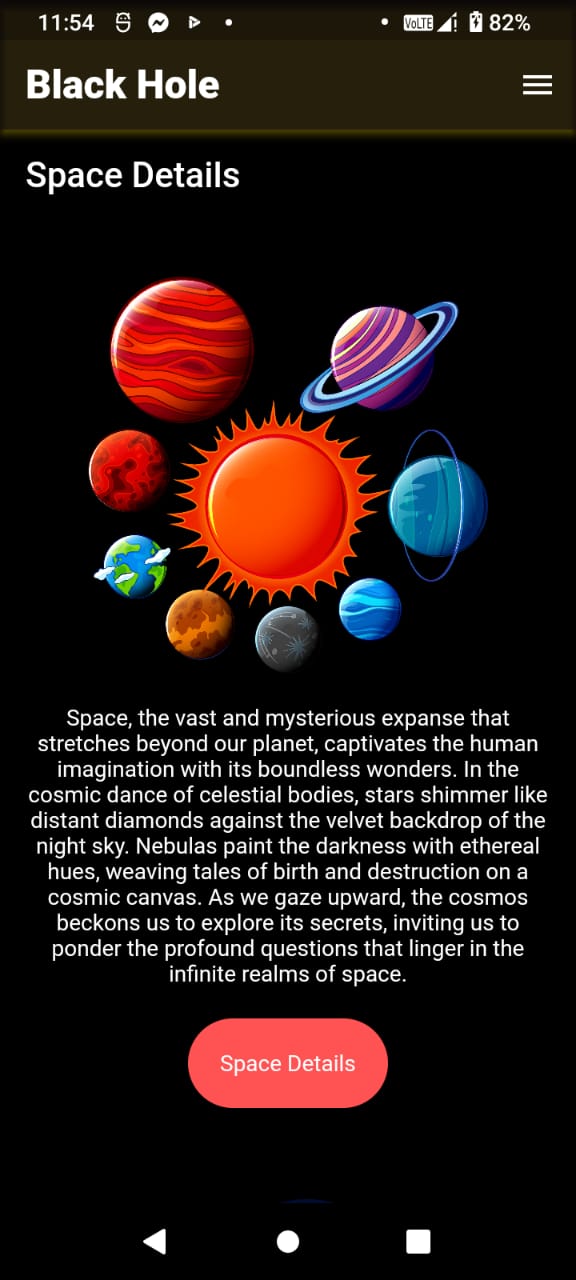 11:54
VoLTE
82%
Black Hole
Space Details
Space, the vast and mysterious expanse that
stretches beyond our planet, captivates the human
imagination with its boundless wonders. In the
cosmic dance of celestial bodies, stars shimmer like
distant diamonds against the velvet backdrop of the
night sky. Nebulas paint the darkness with ethereal
hues, weaving tales of birth and destruction on a
cosmic canvas. As we gaze upward, the cosmos
beckons us to explore its secrets, inviting us to
ponder the profound questions that linger in the
infinite realms of space.
Space Details